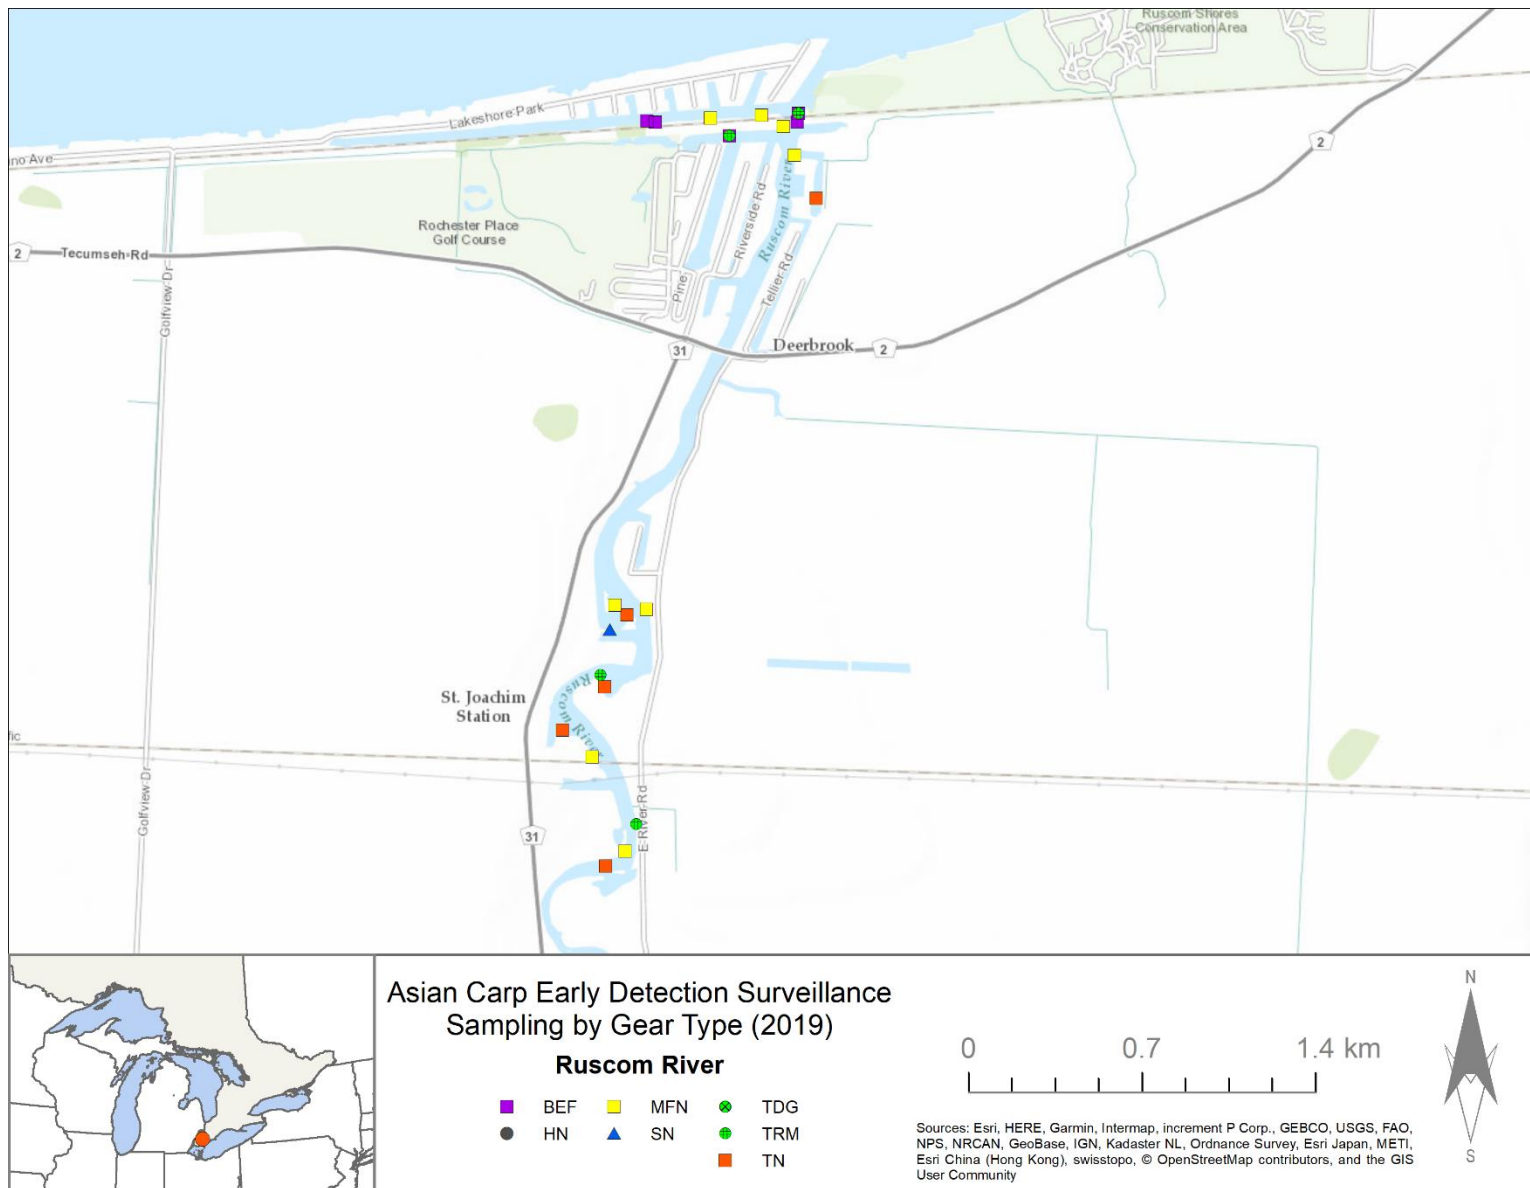 Ruscom Shores
Conservation Area
Lakeshore Park
2
Rochester Place
Golf Course
2
Tecumseh Rd
Golfview Dr
Pine
Riverside Rd
Ruscom River
Tellier Rd
31
Deerbrook
2
St. Joachim
Station
Ruscom River
Golfview Dr
31
E River Rd
Asian Carp Early Detection Surveillance
Sampling by Gear Type (2019)
Ruscom River
BEF MFN TDG
HN SN TRM
TN
0 0.7 1.4 km
N
S
Sources: Esri, HERE, Garmin, Intermap, increment P Corp., GEBCO, USGS, FAO,
NPS, NRCAN, GeoBase, IGN, Kadaster NL, Ordnance Survey, Esri Japan, METI,
Esri China (Hong Kong), swisstopo, © OpenStreetMap contributors, and the GIS
User Community